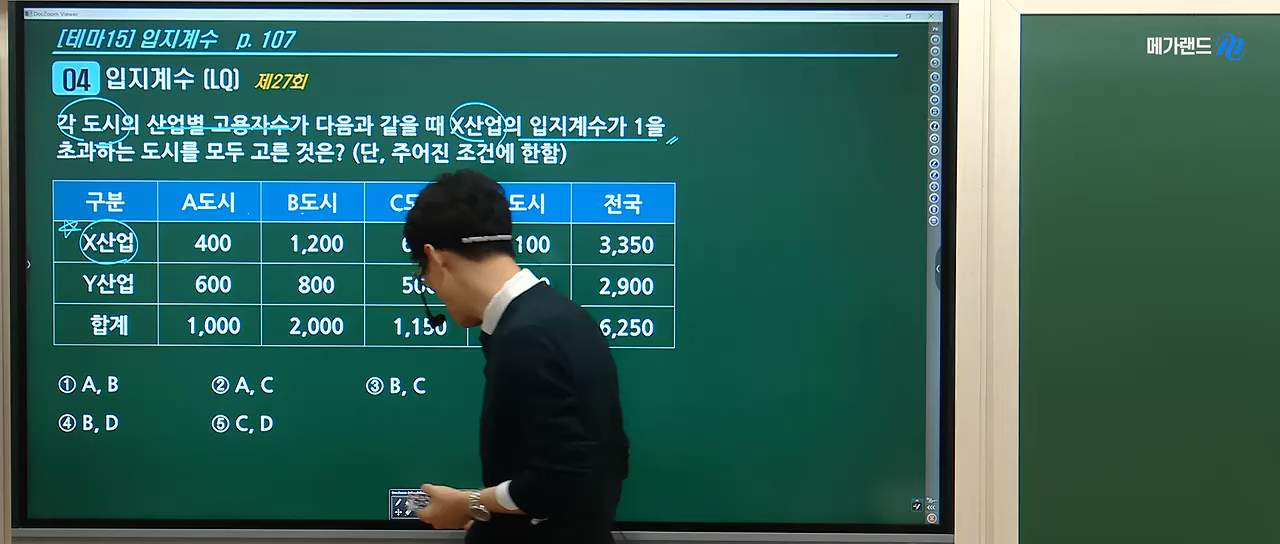 DocZoom Viewer
[테마15] 입지계수 p. 107
메가랜드
04 입지계수 (LQ) 제27회
각 도시의 산업별 고용자수가 다음과 같을 때 X산업의 입지계수가 1을
초과하는 도시를 모두 고른 것은? (단, 주어진 조건에 한함)
구분 A도시 B도시 도시 전국
X산업 400 1,200 100 3,350
Y산업 600 800 2,900
합계 1,000 2,000 1,150 6,250
① A, B ② A, C ③ B, C
④ B, D ⑤ C, D